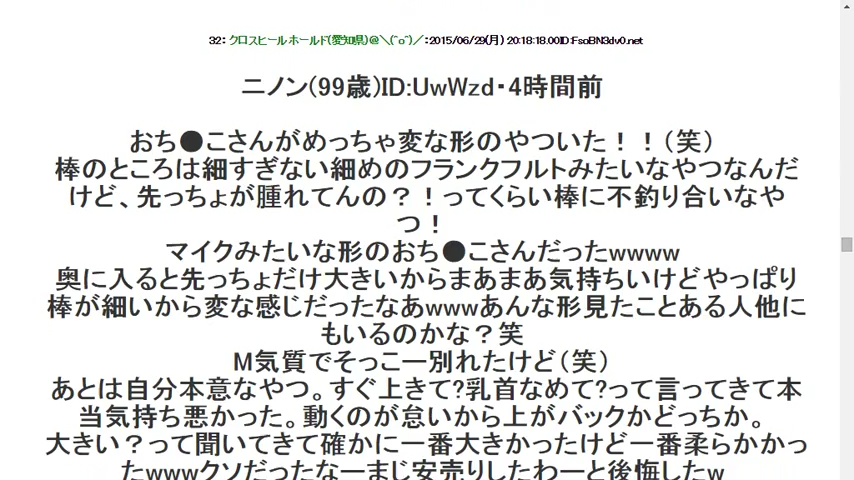 32: クロスヒールホールド(愛知県)@＼(^o^)／:2015/06/29(月) 20:18:18.00ID:FsoBN3dv0.net
ニノン(99歳)ID:UwWzd・4時間前
おち●こさんがめっちゃ変な形のやついた！！（笑）
棒のところは細すぎない細めのフランクフルトみたいなやつなんだ
けど、先っちょが腫れてんの？！ってくらい棒に不釣り合いなや
つ！
マイクみたいな形のおち●こさんだったwwww
奥に入ると先っちょだけ大きいからまあまあ気持ちいけどやっぱり
棒が細いから変な感じだったなあwwwあんな形見たことある人他に
もいるのかな？笑
M気質でそっこー別れたけど（笑）
あとは自分本意なやつ。すぐ上きて?乳首なめて?って言ってきて本
当気持ち悪かった。動くのが怠いから上がバックかどっちか。
大きい？って聞いてきて確かに一番大きかったけど一番柔らかかっ
たwwwクソだったなーまじ安売りしたわーと後悔したw